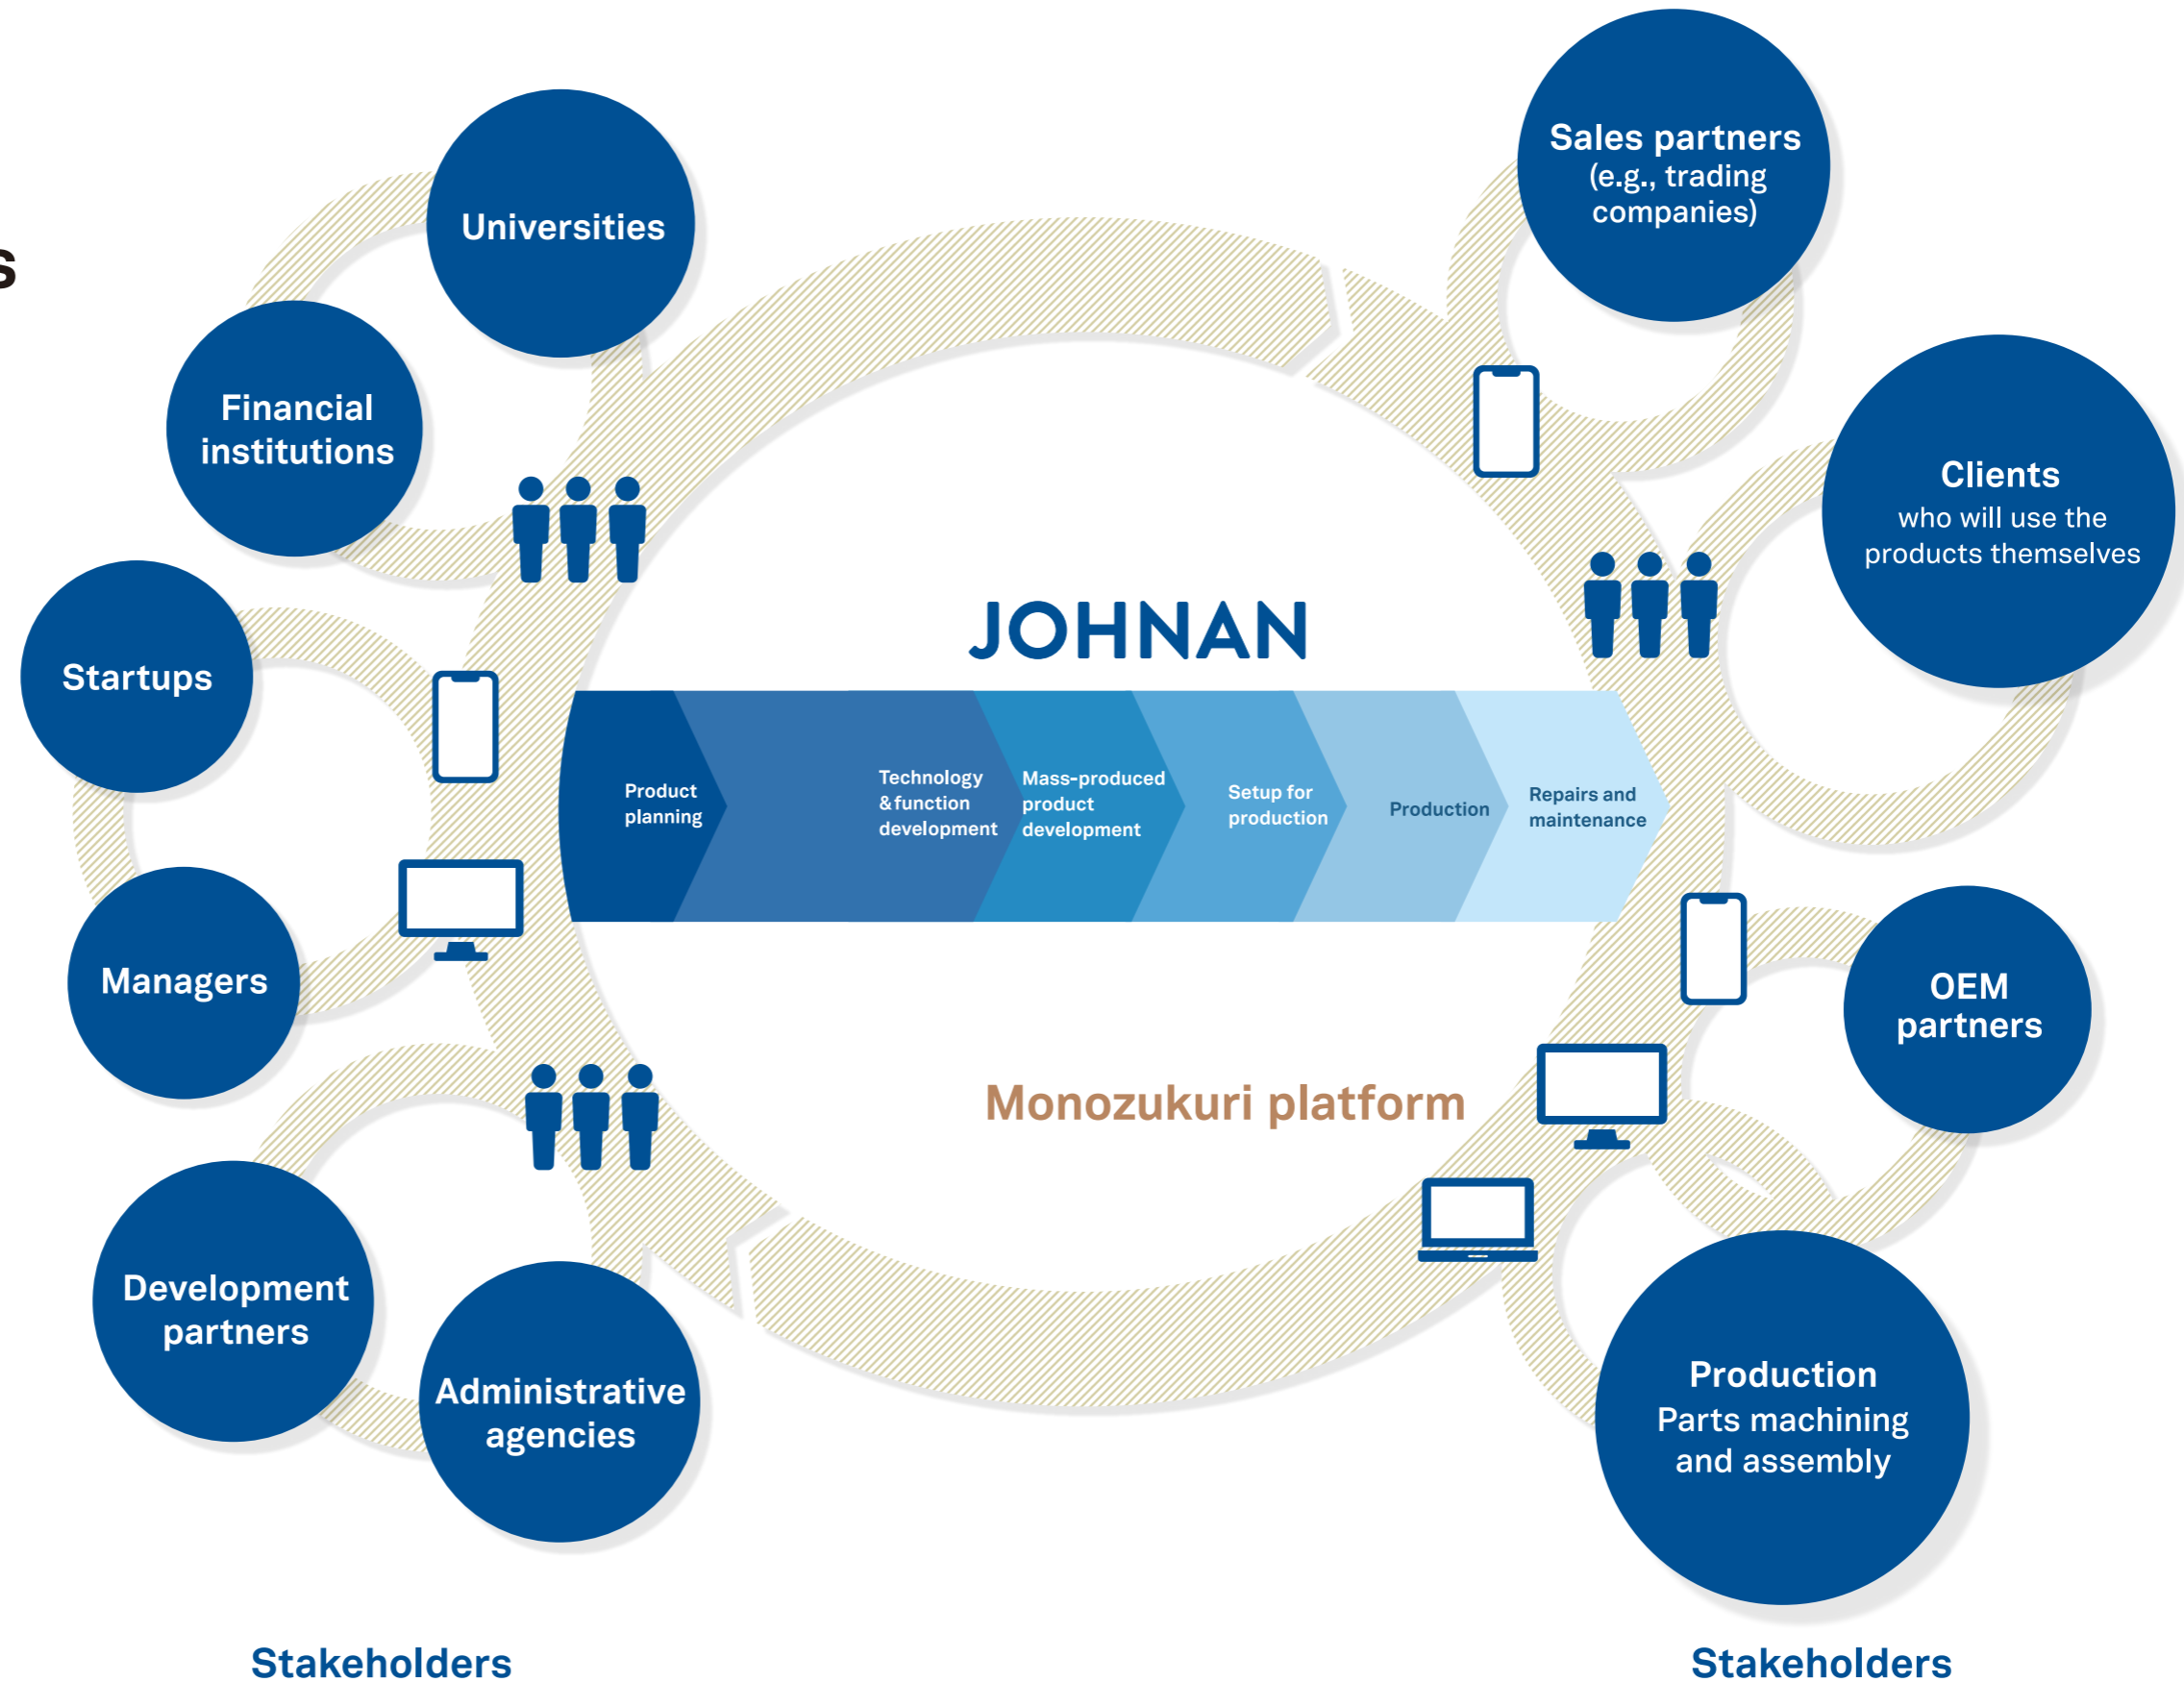 s
Universities
Financial
institutions
Startups
Managers
Development
partners
Administrative
agencies
Stakeholders
JOHNAN
Product
planning
Technology
& function
development
Mass-produced
product
development
Setup for
production
Production
Repairs and
maintenance
Monozukuri platform
Sales partners
(e.g., trading
companies)
Clients
who will use the
products themselves
OEM
partners
Production
Parts machining
and assembly
Stakeholders